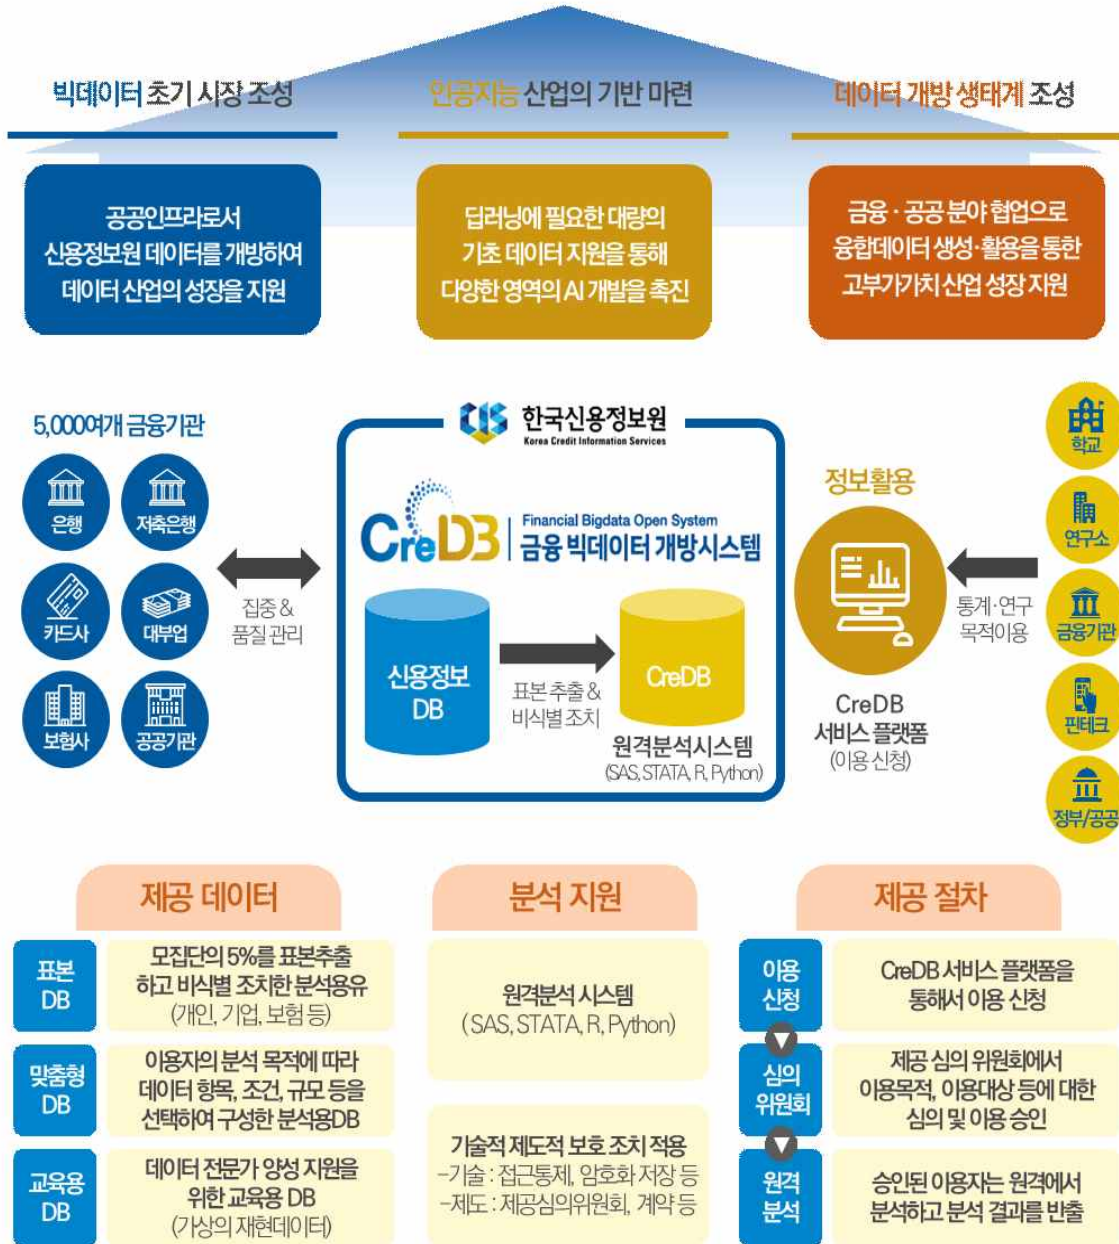 빅데이터 초기 시장 조성
인공지능 산업의 기반 마련
데이터 개방 생태계 조성
공공인프라로서
신용정보원 데이터를 개방하여
데이터 산업의 성장을 지원
딥러닝에 필요한 대량의
기초 데이터 지원을 통해
다양한 영역의 AI 개발을 촉진
금융·공공 분야 협업으로
융합데이터 생성·활용을 통한
고부가가치 산업 성장 지원
5,000여개 금융기관
은행
저축은행
카드사
대부업
보험사
공공기관
집중 &
품질 관리
CIS 한국신용정보원
Korea Credit Information Services
CreDB
Financial Bigdata Open System
금융 빅데이터 개방시스템
신용정보
DB
표본 추출 &
비식별 조치
CreDB
원격분석시스템
(SAS, STATA, R, Python)
정보활용
CreDB
서비스 플랫폼
(이용 신청)
통계·연구
목적이용
학교
연구소
금융기관
핀테크
정부/공공
제공 데이터
표본
DB
모집단의 5%를 표본추출
하고 비식별 조치한 분석용유
(개인, 기업, 보험 등)
맞춤형
DB
이용자의 분석 목적에 따라
데이터 항목, 조건, 규모 등을
선택하여 구성한 분석용DB
교육용
DB
데이터 전문가 양성 지원을
위한 교육용 DB
(가상의 재현데이터)
분석 지원
원격분석 시스템
(SAS, STATA, R, Python)
기술적 제도적 보호 조치 적용
-기술 : 접근통제, 암호화 저장 등
-제도 : 제공심의위원회, 계약 등
제공 절차
이용
신청
CreDB 서비스 플랫폼을
통해서 이용 신청
심의
위원회
제공 심의 위원회에서
이용목적, 이용대상 등에 대한
심의 및 이용 승인
원격
분석
승인된 이용자는 원격에서
분석하고 분석 결과를 반출